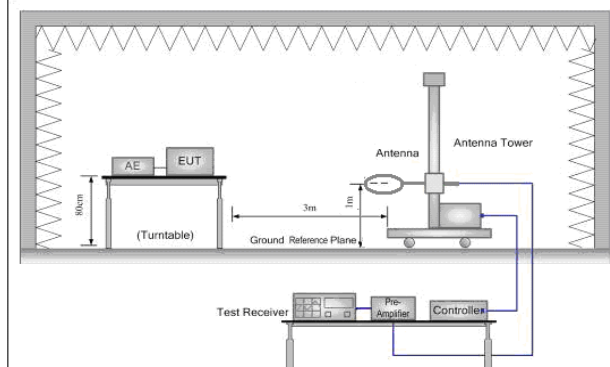 Antenna Tower
Antenna
AE
EUT
80cm
3m
1m
(Turntable)
Ground Reference Plane
Test Receiver
Pre-
Amplifier
Controller